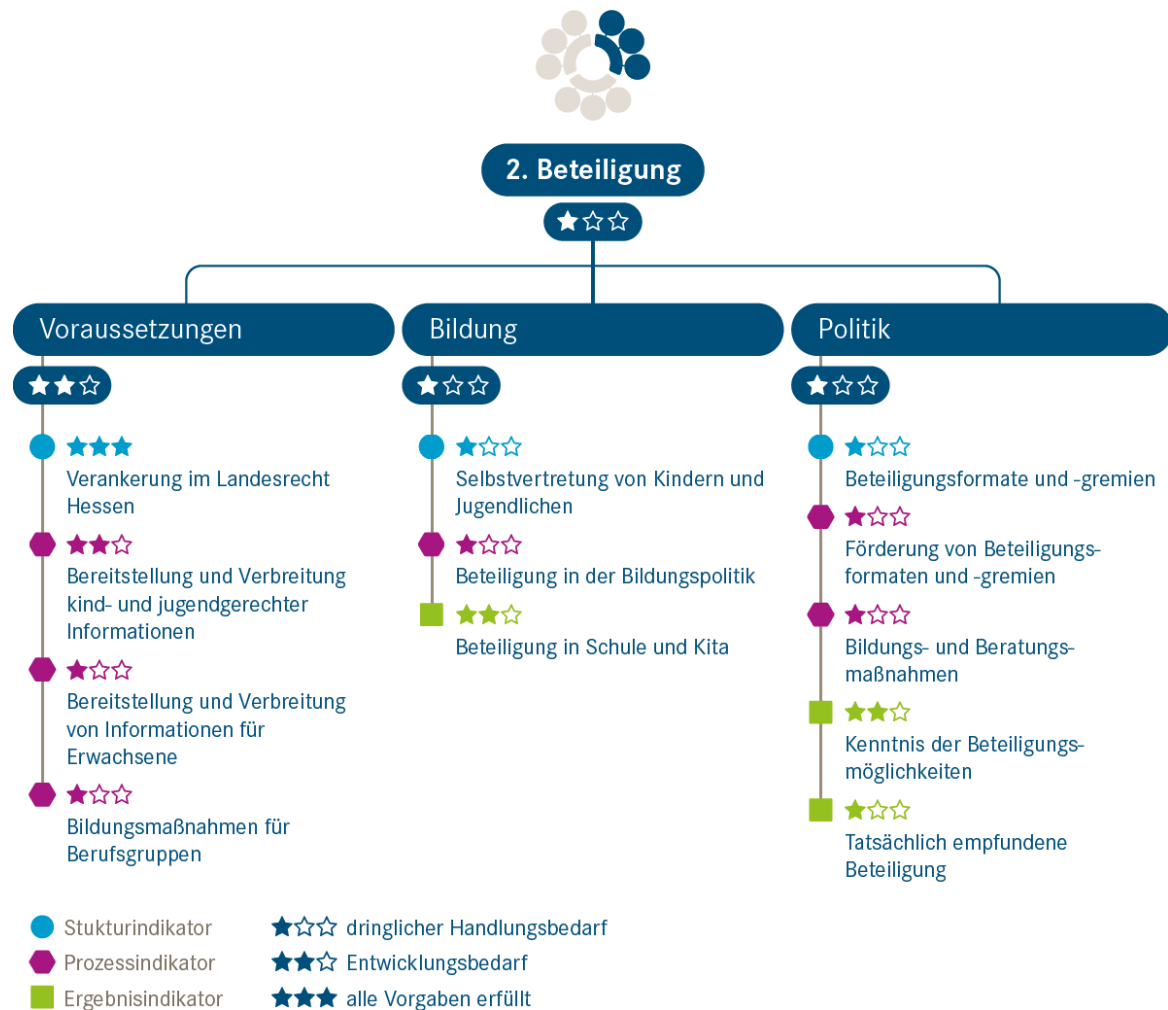 2. Beteiligung
Voraussetzungen
Verankerung im Landesrecht
Hessen
Bereitstellung und Verbreitung
kind- und jugendgerechter
Informationen
Bereitstellung und Verbreitung
von Informationen für
Erwachsene
Bildungsmaßnahmen für
Berufsgruppen
Bildung
Selbstvertretung von Kindern und
Jugendlichen
Beteiligung in der Bildungspolitik
Beteiligung in Schule und Kita
Politik
Beteiligungsformate und -gremien
Förderung von Beteiligungs-
formaten und -gremien
Bildungs- und Beratungs-
maßnahmen
Kenntnis der Beteiligungs-
möglichkeiten
Tatsächlich empfundene
Beteiligung
Stukturindikator
Prozessindikator
Ergebnisindikator
dringlicher Handlungsbedarf
Entwicklungsbedarf
alle Vorgaben erfüllt